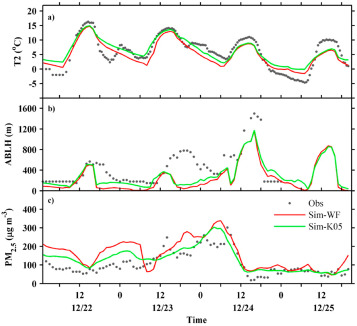 a)
T2 (°C)
15
10
5
0
-5
b)
ABLH (m)
1600
1200
800
400
0
c)
PM2.5 (µg m-3)
400
300
200
100
0
Obs
Sim-WF
Sim-K05
12 0 12 0 12 0 12
12/22 12/23 12/24 12/25
Time